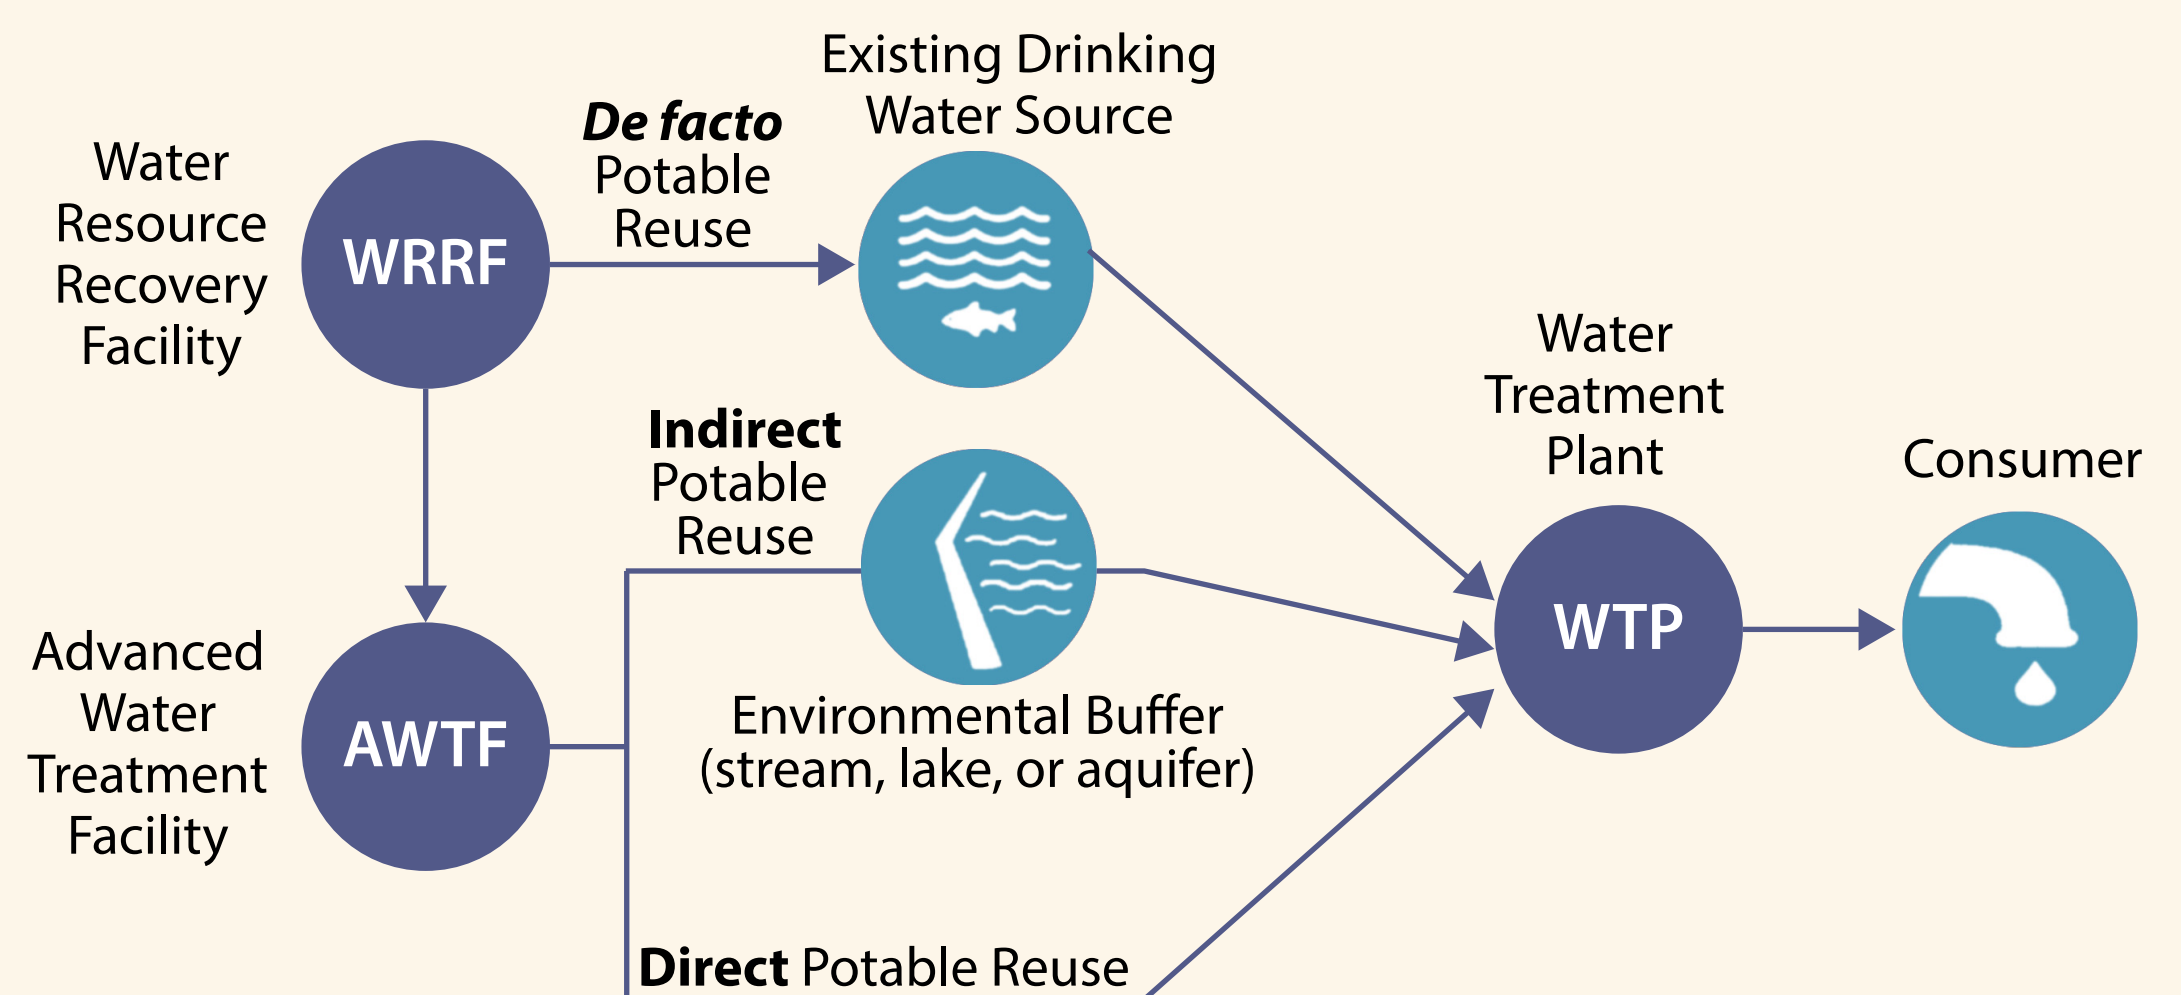 Existing Drinking
Water Source
De facto
Potable
Reuse
Water
Resource
Recovery
Facility
WRRF
Water
Treatment
Plant
Indirect
Potable
Reuse
Consumer
WTP
Environmental Buffer
(stream, lake, or aquifer)
Advanced
Water
Treatment
Facility
AWTF
Direct Potable Reuse